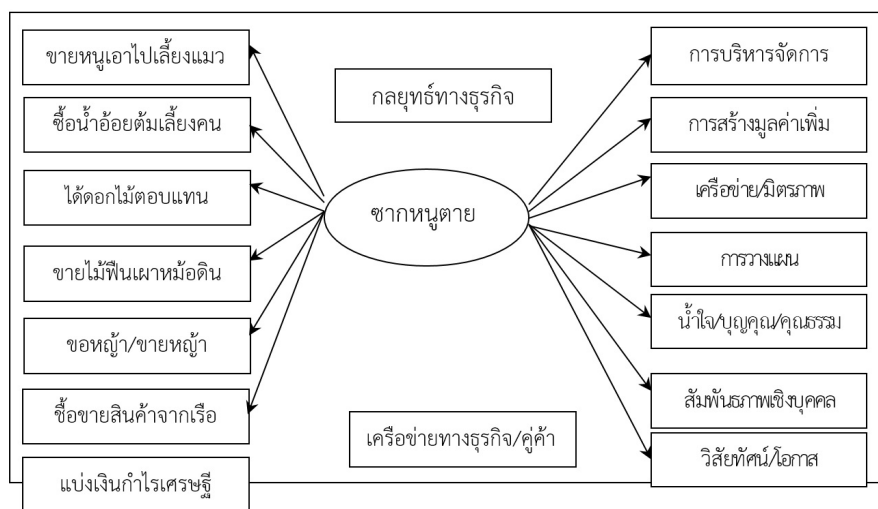 ขายหนูเอาไปเลี้ยงแมว
ซื้อน้ำอ้อยต้มเลี้ยงคน
ได้ดอกไม้ตอบแทน
ขายไม้ฟืนเผาหม้อดิน
ขอหญ้า/ขายหญ้า
ชื้อขายสินค้าจากเรือ
แบ่งเงินกำไรเศรษฐี
กลยุทธ์ทางธุรกิจ
ซากหนูตาย
เครือข่ายทางธุรกิจ/คู่ค้า
การบริหารจัดการ
การสร้างมูลค่าเพิ่ม
เครือข่าย/มิตรภาพ
การวางแผน
น้ำใจ/บุญคุณ/คุณธรรม
สัมพันธภาพเชิงบุคคล
วิสัยทัศน์/โอกาส